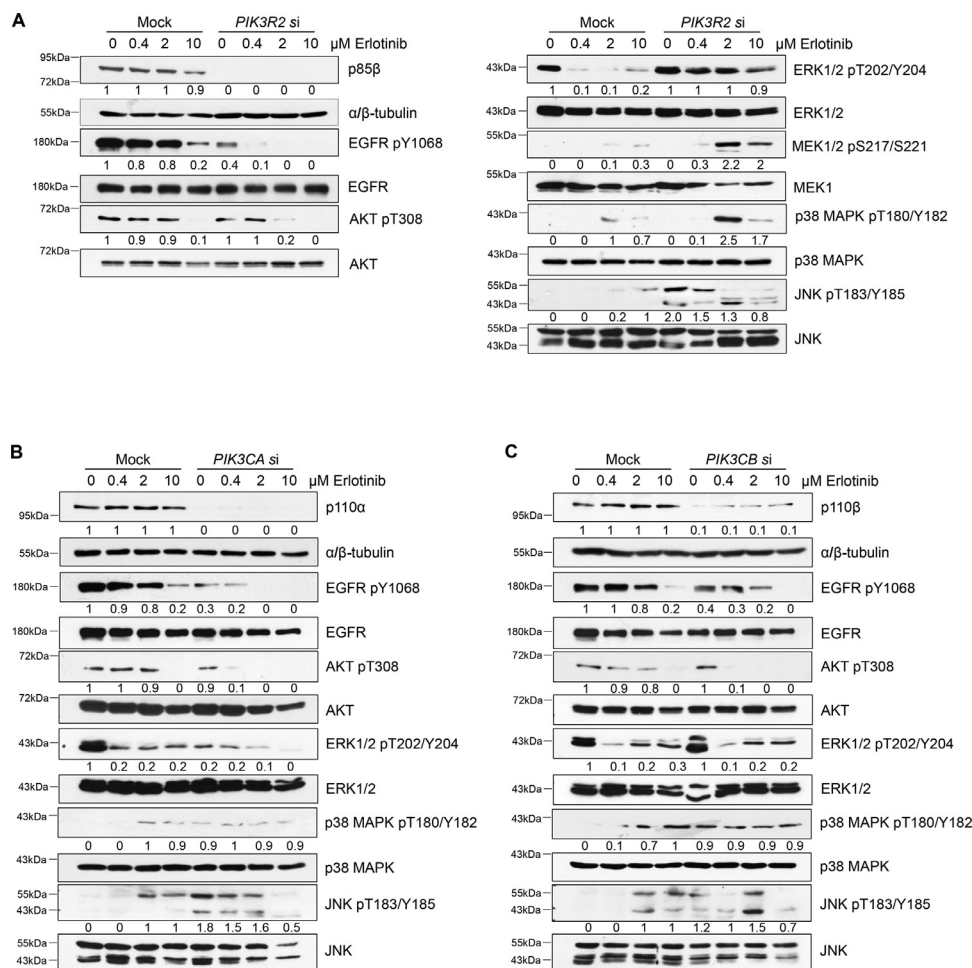 A
Mock PIK3R2 si
0 0.4 2 10 0 0.4 2 10 µM Erlotinib
95kDa
72kDa
p85β
1 1 1 0.9 0 0 0 0
55kDa α/β-tubulin
180kDa EGFR pY1068
1 0.8 0.8 0.2 0.4 0.1 0 0
180kDa EGFR
72kDa
AKT pT308
1 0.9 0.9 0.1 1 1 0.2 0
72kDa
AKT
Mock PIK3R2 si
0 0.4 2 10 0 0.4 2 10 µM Erlotinib
43kDa ERK1/2 pT202/Y204
1 0.1 0.1 0.2 1 1 1 0.9
43kDa ERK1/2
55kDa
MEK1/2 pS217/S221
0 0 0.1 0.3 0 0.3 2.2 2
55kDa
MEK1
43kDa p38 MAPK pT180/Y182
0 0 1 0.7 0 0.1 2.5 1.7
43kDa p38 MAPK
55kDa
43kDa
JNK pT183/Y185
0 0 0.2 1 2.0 1.5 1.3 0.8
55kDa
43kDa
JNK
B
Mock PIK3CA si
0 0.4 2 10 0 0.4 2 10 µM Erlotinib
95kDa
p110α
1 1 1 1 0 0 0 0
55kDa α/β-tubulin
180kDa EGFR pY1068
1 0.9 0.8 0.2 0.3 0.2 0 0
180kDa EGFR
72kDa
AKT pT308
1 1 0.9 0 0.9 0.1 0 0
72kDa
AKT
43kDa ERK1/2 pT202/Y204
1 0.2 0.2 0.2 0.2 0.2 0.1 0
43kDa ERK1/2
43kDa
p38 MAPK pT180/Y182
0 0 1 0.9 0.9 1 0.9 0.9
43kDa
p38 MAPK
55kDa
43kDa
JNK pT183/Y185
0 0 1 1 1.8 1.5 1.6 0.5
55kDa
43kDa
JNK
C
Mock PIK3CB si
0 0.4 2 10 0 0.4 2 10 µM Erlotinib
95kDa
p110β
1 1 1 1 0.1 0.1 0.1 0.1
55kDa α/β-tubulin
180kDa EGFR pY1068
1 1 0.8 0.2 0.4 0.3 0.2 0
180kDa EGFR
72kDa
AKT pT308
1 0.9 0.8 0 1 0.1 0 0
72kDa
AKT
43kDa ERK1/2 pT202/Y204
1 0.1 0.2 0.3 1 0.1 0.2 0.2
43kDa ERK1/2
43kDa
p38 MAPK pT180/Y182
0 0.1 0.7 1 0.9 0.9 0.9 0.9
43kDa
p38 MAPK
55kDa
43kDa
JNK pT183/Y185
0 0 1 1 1.2 1 1.5 0.7
55kDa
43kDa
JNK